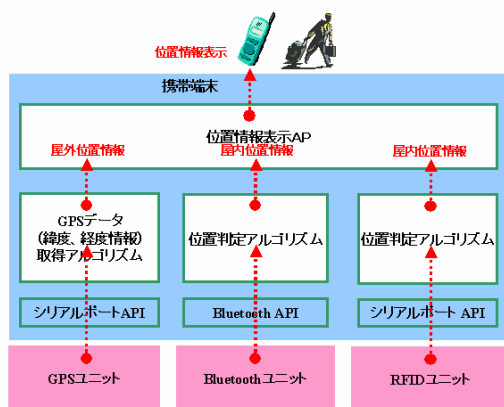 位置情報表示
携帯端末
位置情報表示AP
屋外位置情報
屋内位置情報
屋内位置情報
GPSデータ
（緯度、経度情報）
取得アルゴリズム
位置判定アルゴリズム
位置判定アルゴリズム
シリアルポートAPI
Bluetooth API
シリアルポート API
GPSユニット
Bluetoothユニット
RFIDユニット